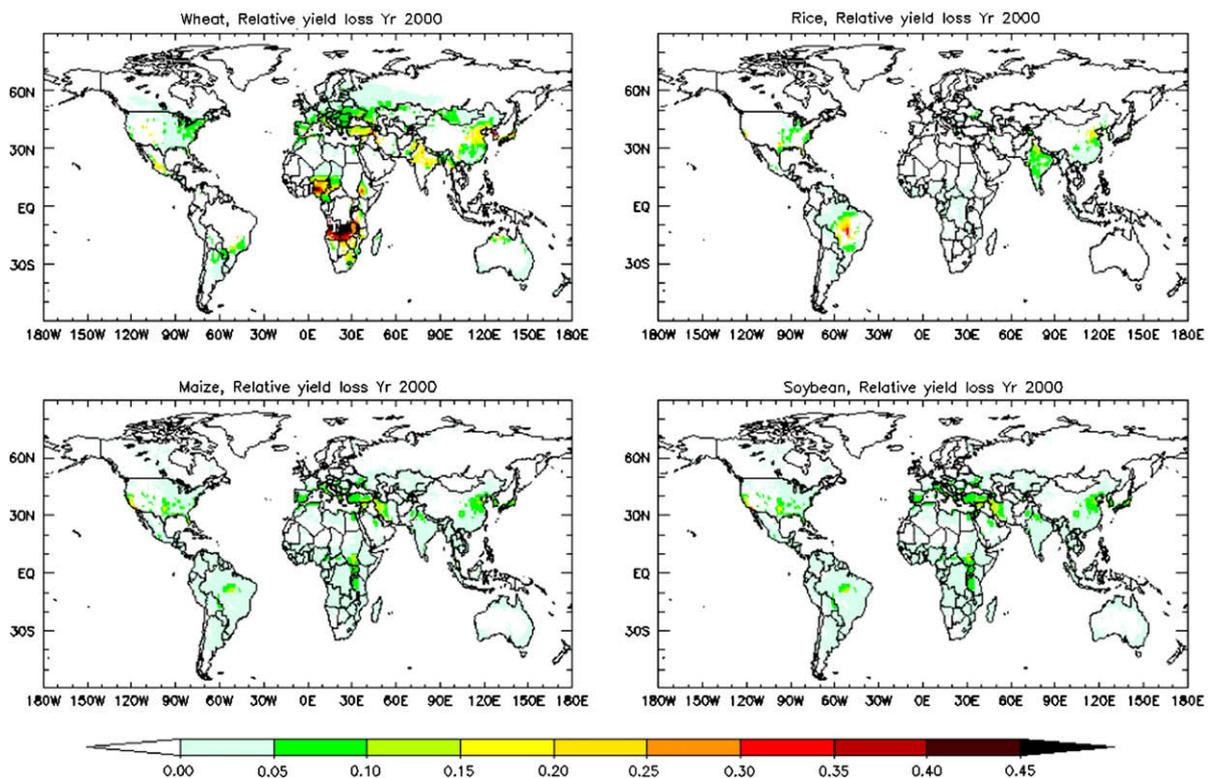 Wheat, Relative yield loss Yr 2000
60N
30N
EQ
30S
180W 150W 120W 90W 60W 30W 0E 30E 60E 90E 120E 150E 180E
Rice, Relative yield loss Yr 2000
60N
30N
EQ
30S
180W 150W 120W 90W 60W 30W 0E 30E 60E 90E 120E 150E 180E
Maize, Relative yield loss Yr 2000
60N
30N
EQ
30S
180W 150W 120W 90W 60W 30W 0E 30E 60E 90E 120E 150E 180E
Soybean, Relative yield loss Yr 2000
60N
30N
EQ
30S
180W 150W 120W 90W 60W 30W 0E 30E 60E 90E 120E 150E 180E
0.00 0.05 0.10 0.15 0.20 0.25 0.30 0.35 0.40 0.45